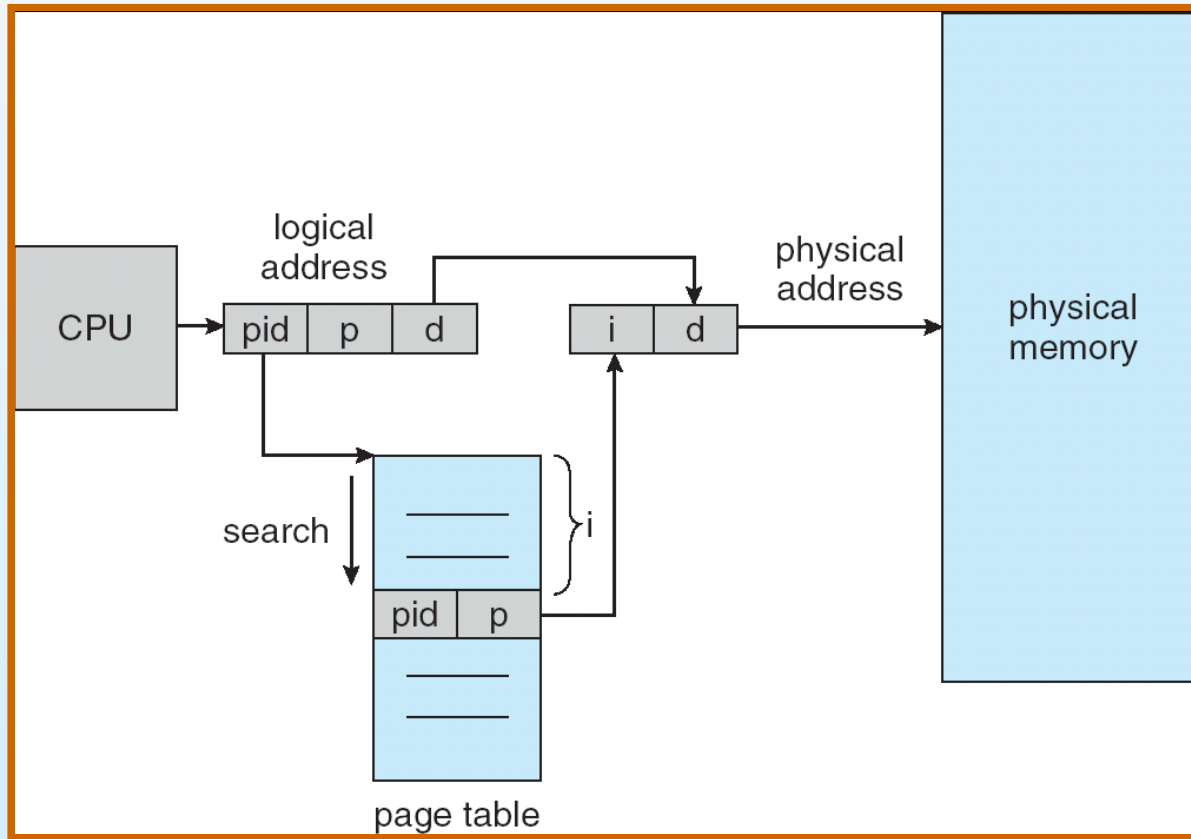 logical
address
physical
address
CPU
pid
p
d
i
d
physical
memory
search
i
pid
p
page table